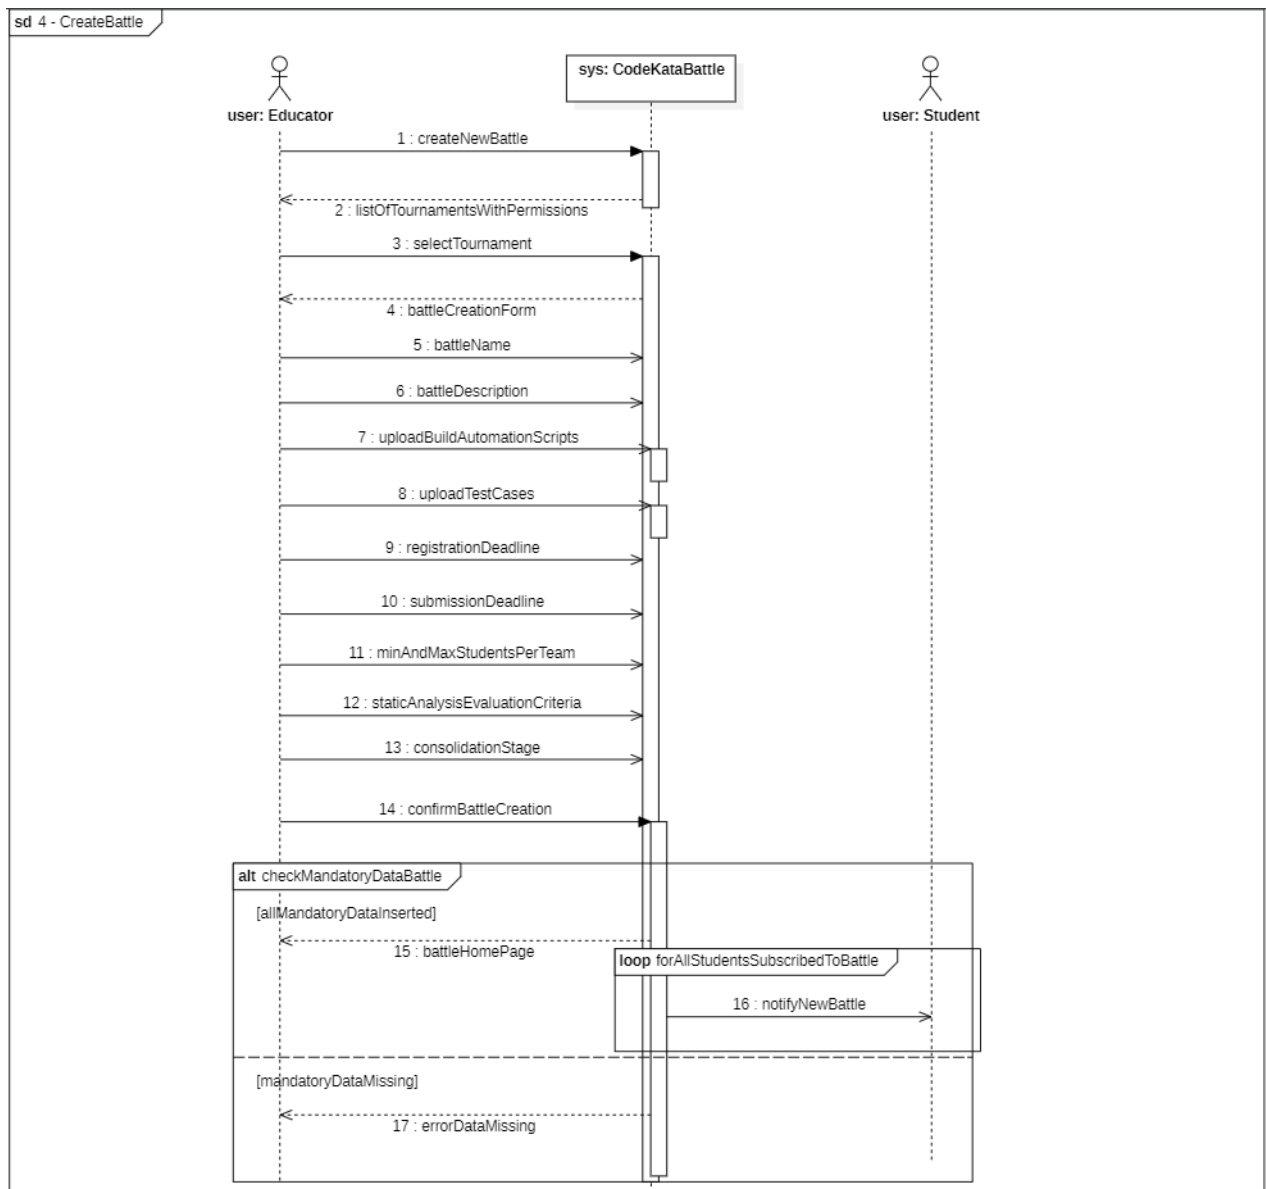 sd 4 - CreateBattle
sys: CodeKataBattle
user: Educator
user: Student
1 : createNewBattle
2 : listOfTournamentsWithPermissions
3 : selectTournament
4 : battleCreationForm
5 : battleName
6 : battleDescription
7 : uploadBuildAutomationScripts
8 : uploadTestCases
9 : registrationDeadline
10 : submissionDeadline
11 : minAndMaxStudentsPerTeam
12 : staticAnalysisEvaluationCriteria
13 : consolidationStage
14 : confirmBattleCreation
alt checkMandatoryDataBattle
[allMandatoryDataInserted]
15 : battleHomePage
loop forAllStudentsSubscribedToBattle
16 : notifyNewBattle
[mandatoryDataMissing]
17 : errorDataMissing